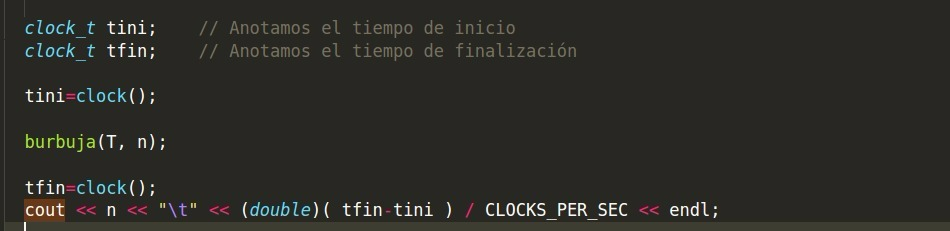 clock_t tini;    // Anotamos el tiempo de inicio
clock_t tfin;    // Anotamos el tiempo de finalización
tini=clock();
burbuja(T, n);
tfin=clock();
cout << n << "\t" << (double)( tfin-tini ) / CLOCKS_PER_SEC << endl;